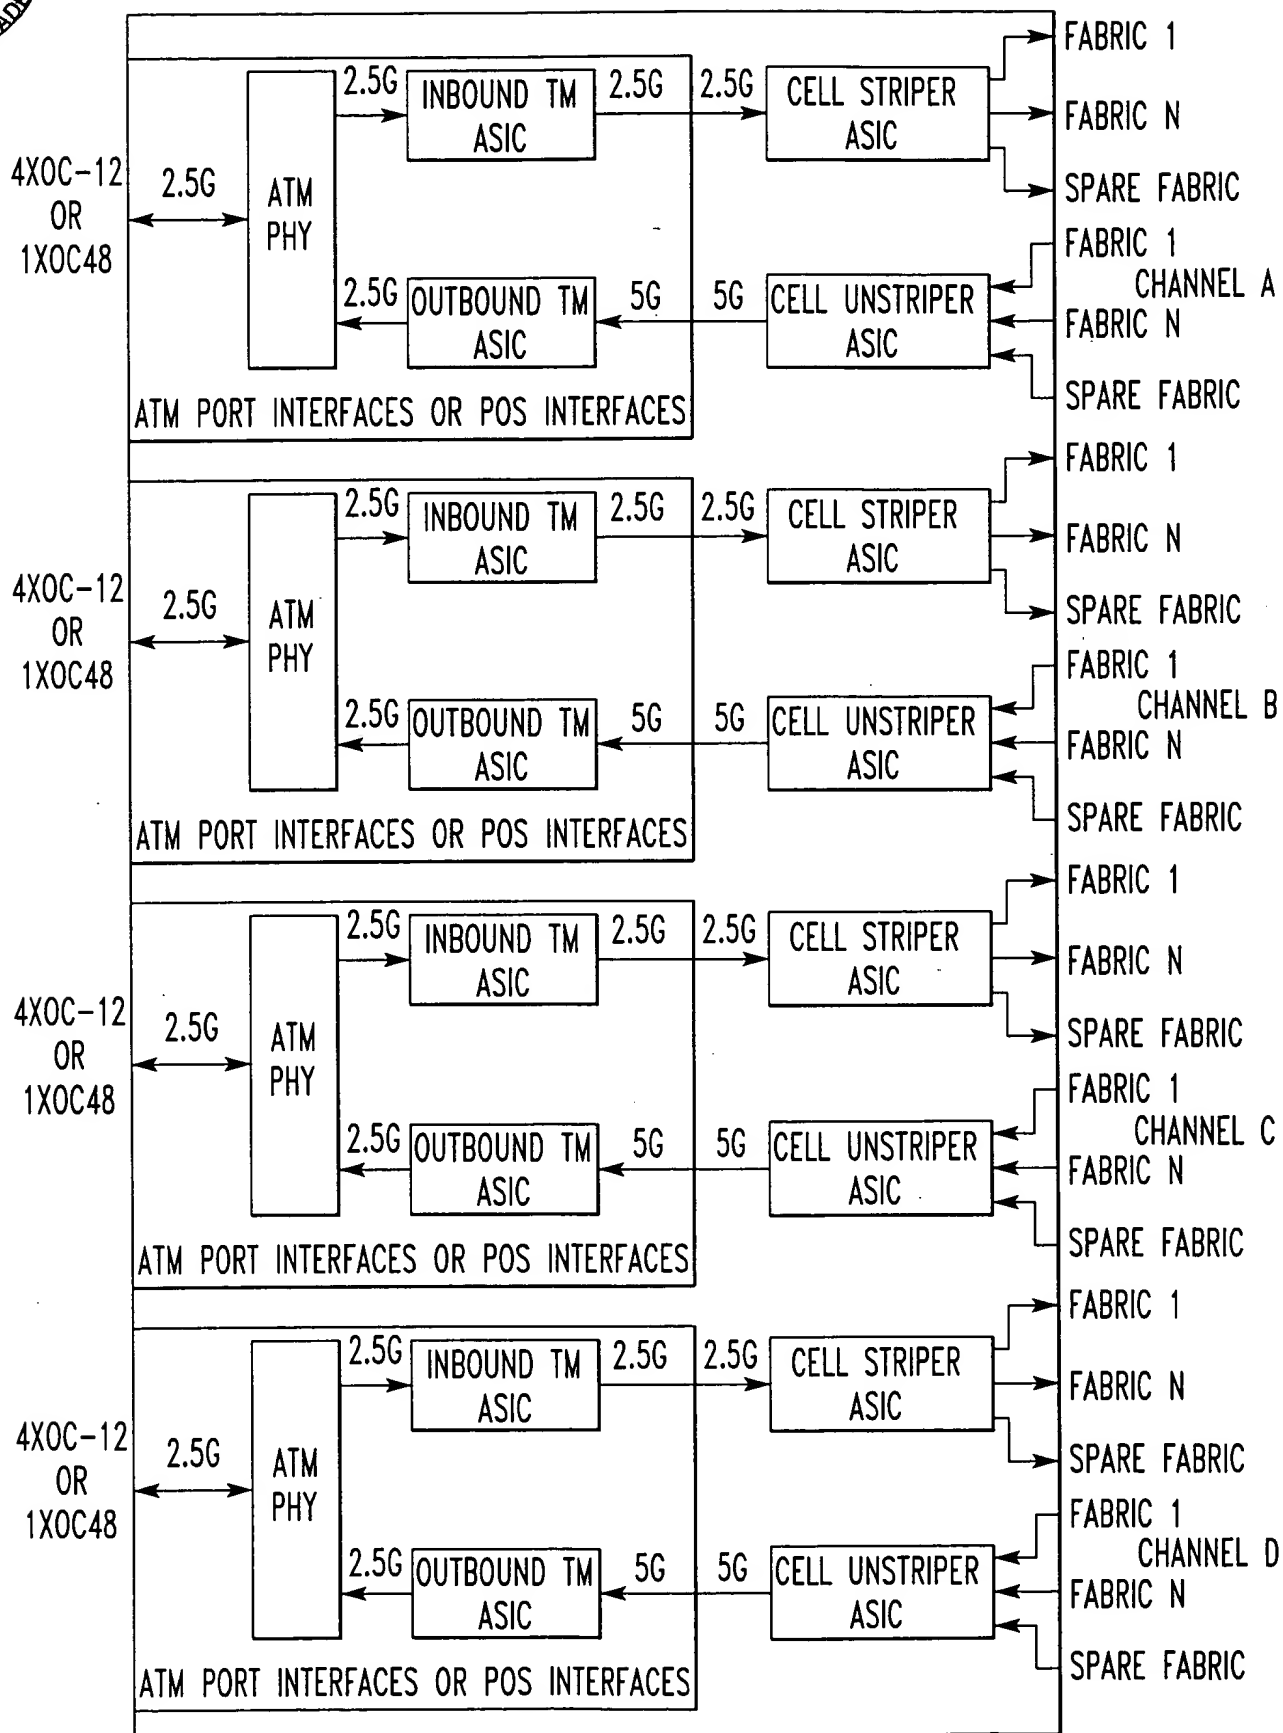 FABRIC 1
2.5G INBOUND TM ASIC 2.5G 2.5G CELL STRIPER ASIC
FABRIC N
4XOC-12
OR
1XOC48
2.5G
ATM
PHY
SPARE FABRIC
FABRIC 1
CHANNEL A
2.5G OUTBOUND TM ASIC 5G 5G CELL UNSTRIPER ASIC
FABRIC N
SPARE FABRIC
ATM PORT INTERFACES OR POS INTERFACES
FABRIC 1
2.5G INBOUND TM ASIC 2.5G 2.5G CELL STRIPER ASIC
FABRIC N
4XOC-12
OR
1XOC48
2.5G
ATM
PHY
SPARE FABRIC
FABRIC 1
CHANNEL B
2.5G OUTBOUND TM ASIC 5G 5G CELL UNSTRIPER ASIC
FABRIC N
SPARE FABRIC
ATM PORT INTERFACES OR POS INTERFACES
FABRIC 1
2.5G INBOUND TM ASIC 2.5G 2.5G CELL STRIPER ASIC
FABRIC N
4XOC-12
OR
1XOC48
2.5G
ATM
PHY
SPARE FABRIC
FABRIC 1
CHANNEL C
2.5G OUTBOUND TM ASIC 5G 5G CELL UNSTRIPER ASIC
FABRIC N
SPARE FABRIC
ATM PORT INTERFACES OR POS INTERFACES
FABRIC 1
2.5G INBOUND TM ASIC 2.5G 2.5G CELL STRIPER ASIC
FABRIC N
4XOC-12
OR
1XOC48
2.5G
ATM
PHY
SPARE FABRIC
FABRIC 1
CHANNEL D
2.5G OUTBOUND TM ASIC 5G 5G CELL UNSTRIPER ASIC
FABRIC N
SPARE FABRIC
ATM PORT INTERFACES OR POS INTERFACES